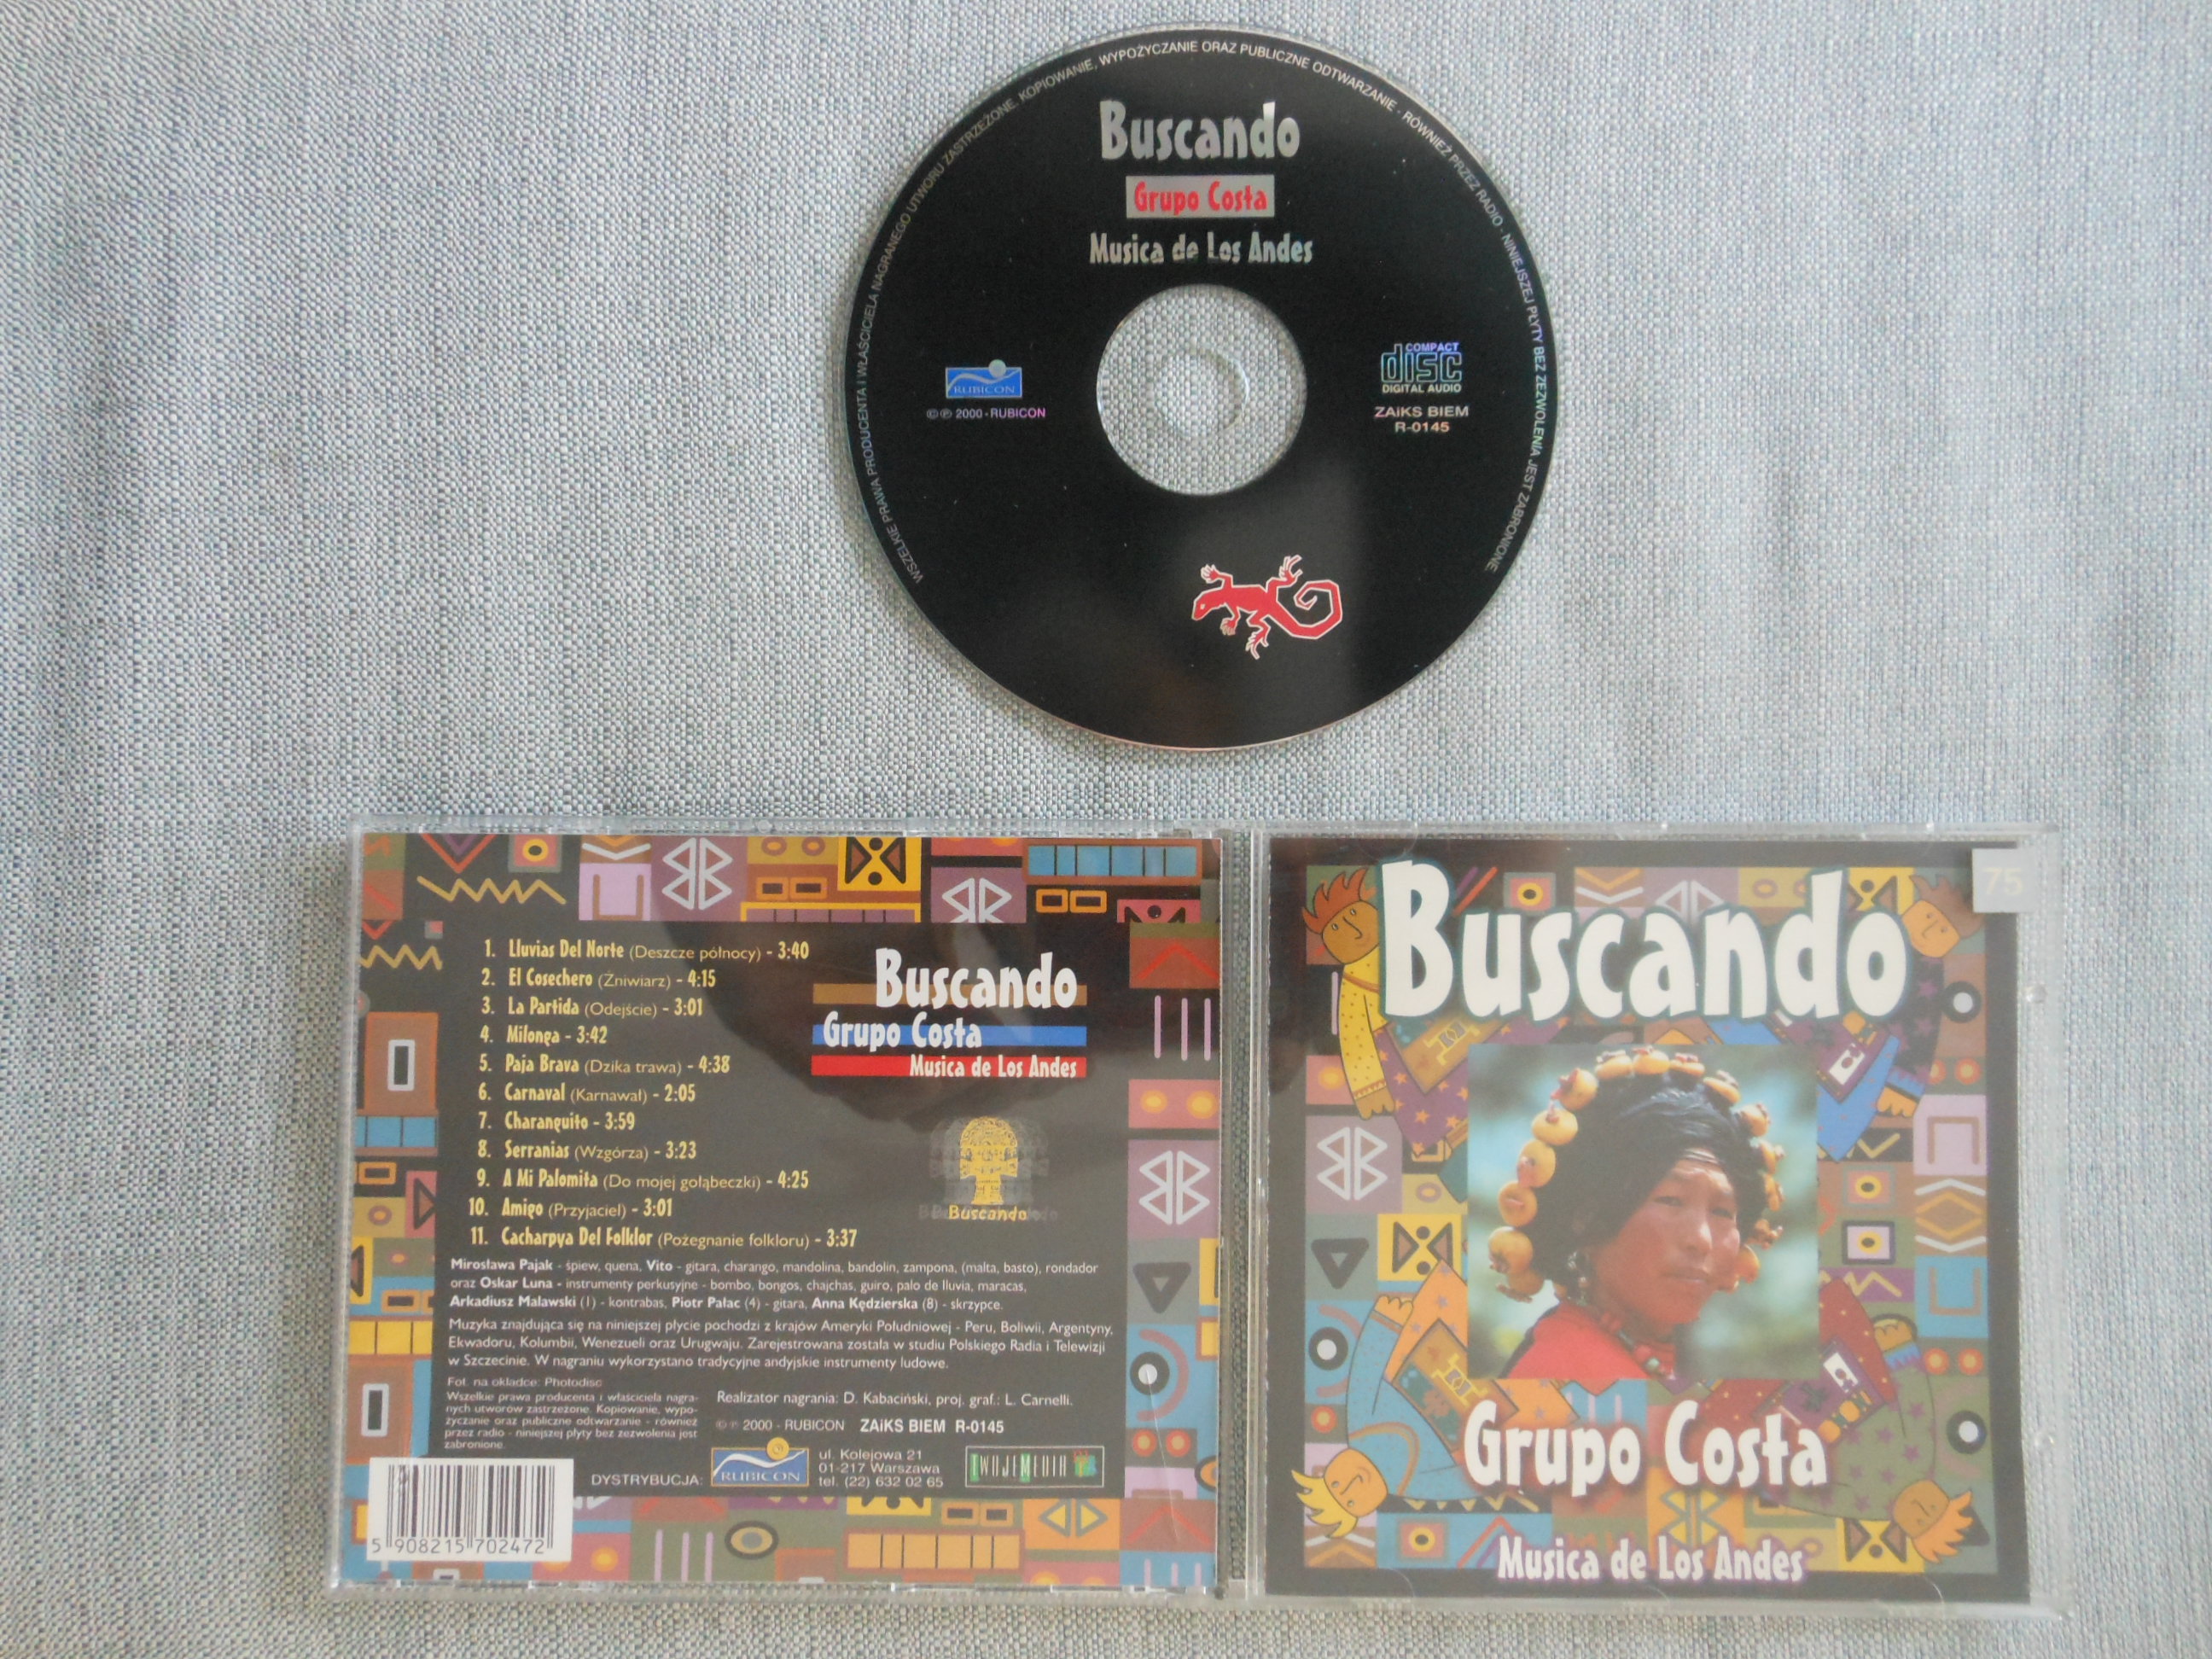 WSZELKIE PRAWA PRODUCENTA I WŁAŚCICIELA NAGRANEGO UTWORU ZASTRZEŻONE. KOPIOWANIE, WYPOŻYCZANIE ORAZ PUBLICZNE ODTWARZANIE - RÓWNIEŻ PRZEZ RADIO - NINIEJSZEJ PŁYTY BEZ ZEZWOLENIA JEST ZABRONIONE.
Buscando
Grupo Costa
Musica de Los Andes
RUBICON
©℗ 2000 - RUBICON
COMPACT
disc
DIGITAL AUDIO
ZAiKS BIEM
R-0145
1. Lluvias Del Norte (Deszcze północy) - 3:40
2. El Cosechero (Żniwiarz) - 4:15
3. La Partida (Odejście) - 3:01
4. Milonga - 3:42
5. Paja Brava (Dzika trawa) - 4:38
6. Carnaval (Karnawał) - 2:05
7. Charanguito - 3:59
8. Serranias (Wzgórza) - 3:23
9. A Mi Palomita (Do mojej gołąbeczki) - 4:25
10. Amigo (Przyjaciel) - 3:01
11. Cacharpya Del Folklor (Pożegnanie folkloru) - 3:37
Buscando
Grupo Costa
Musica de Los Andes
Buscando
Mirosława Pająk - śpiew, quena, Vito - gitara, charango, mandolina, bandolin, zampona, (malta, basto), rondador
oraz Oskar Luna - instrumenty perkusyjne - bombo, bongos, chajchas, guiro, palo de lluvia, maracas,
Arkadiusz Malawski (1) - kontrabas, Piotr Pałac (4) - gitara, Anna Kędzierska (8) - skrzypce.
Muzyka znajdująca się na niniejszej płycie pochodzi z krajów Ameryki Południowej - Peru, Boliwii, Argentyny,
Ekwadoru, Kolumbii, Wenezueli oraz Urugwaju. Zarejestrowana została w studiu Polskiego Radia i Telewizji
w Szczecinie. W nagraniu wykorzystano tradycyjne andyjskie instrumenty ludowe.
Fot. na okładce: Photodisc
Wszelkie prawa producenta i właściciela nagra-
nych utworów zastrzeżone. Kopiowanie, wypo-
życzanie oraz publiczne odtwarzanie - również
przez radio - niniejszej płyty bez zezwolenia jest
zabronione.
Realizator nagrania: D. Kabaciński, proj. graf.: L. Carnelli.
©℗ 2000 - RUBICON ZAiKS BIEM R-0145
DYSTRYBUCJA:
RUBICON
ul. Kolejowa 21
01-217 Warszawa
tel. (22) 632 02 65
TWOJE MEDIA
5 908215 702472
75
Buscando
Grupo Costa
Musica de Los Andes